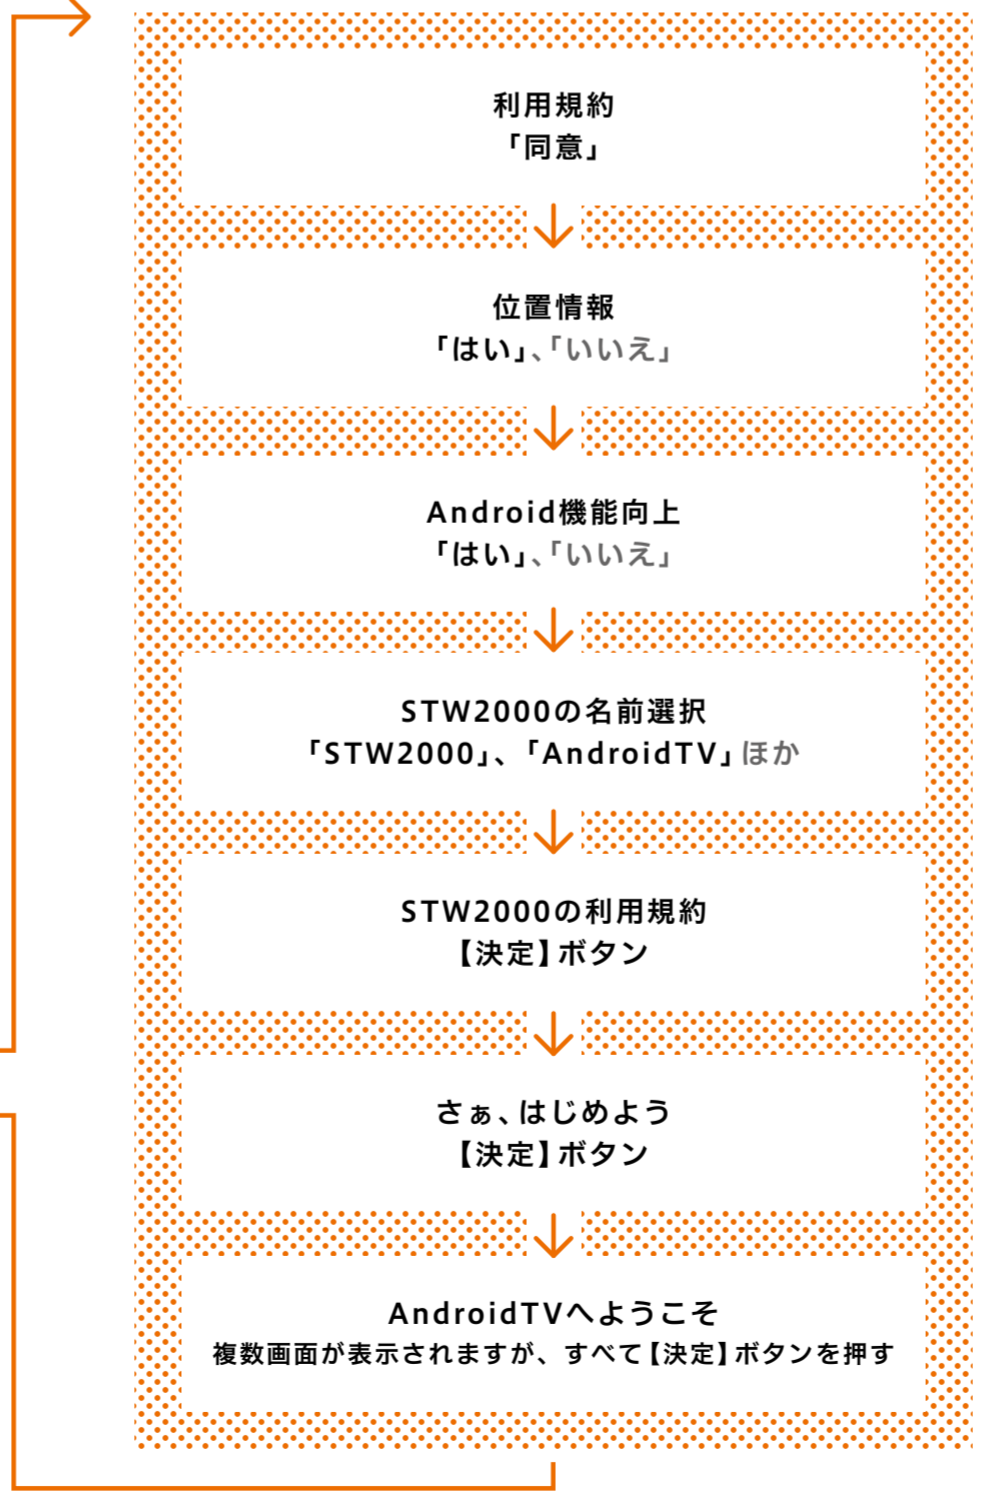 利用規約
「同意」
位置情報
「はい」、「いいえ」
Android機能向上
「はい」、「いいえ」
STW2000の名前選択
「STW2000」、「AndroidTV」ほか
STW2000の利用規約
【決定】ボタン
さぁ、はじめよう
【決定】ボタン
AndroidTVへようこそ
複数画面が表示されますが、すべて【決定】ボタンを押す